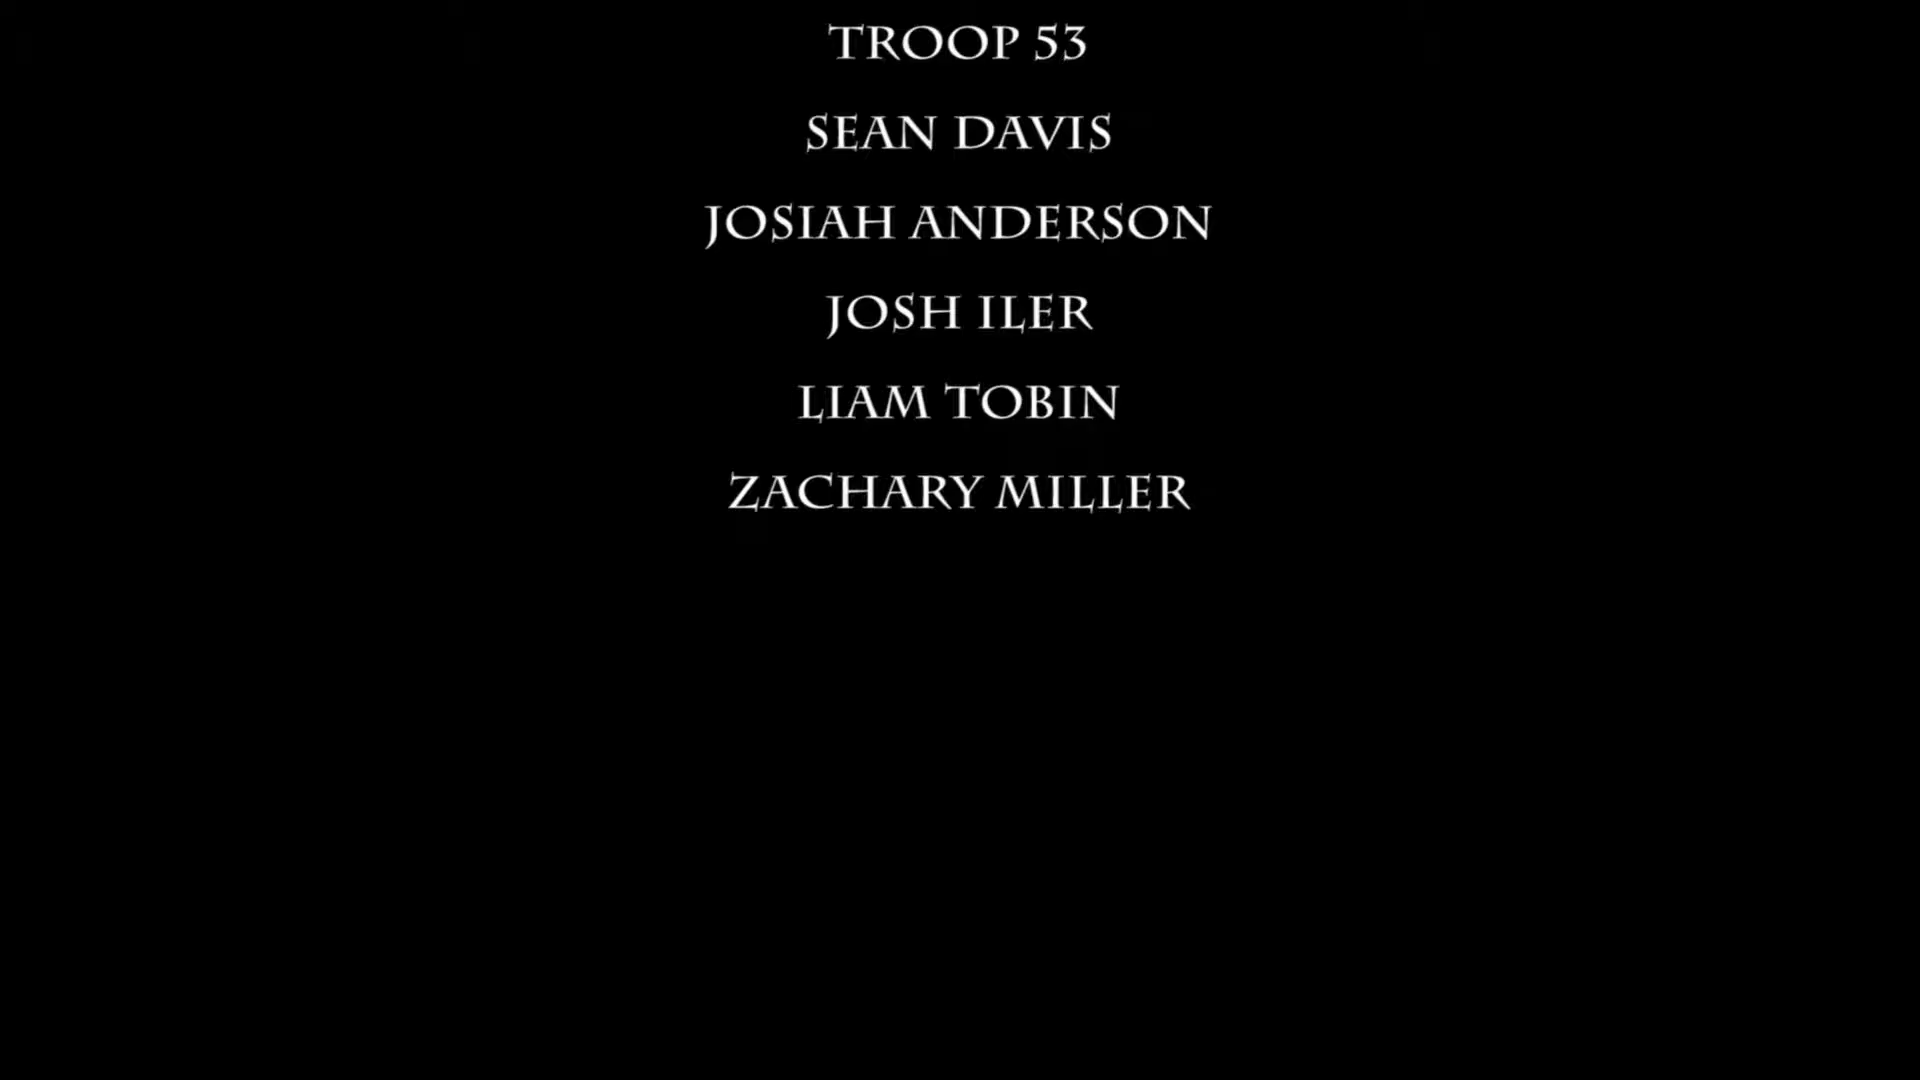 TROOP 53
SEAN DAVIS
JOSIAH ANDERSON
JOSH ILER
LIAM TOBIN
ZACHARY MILLER